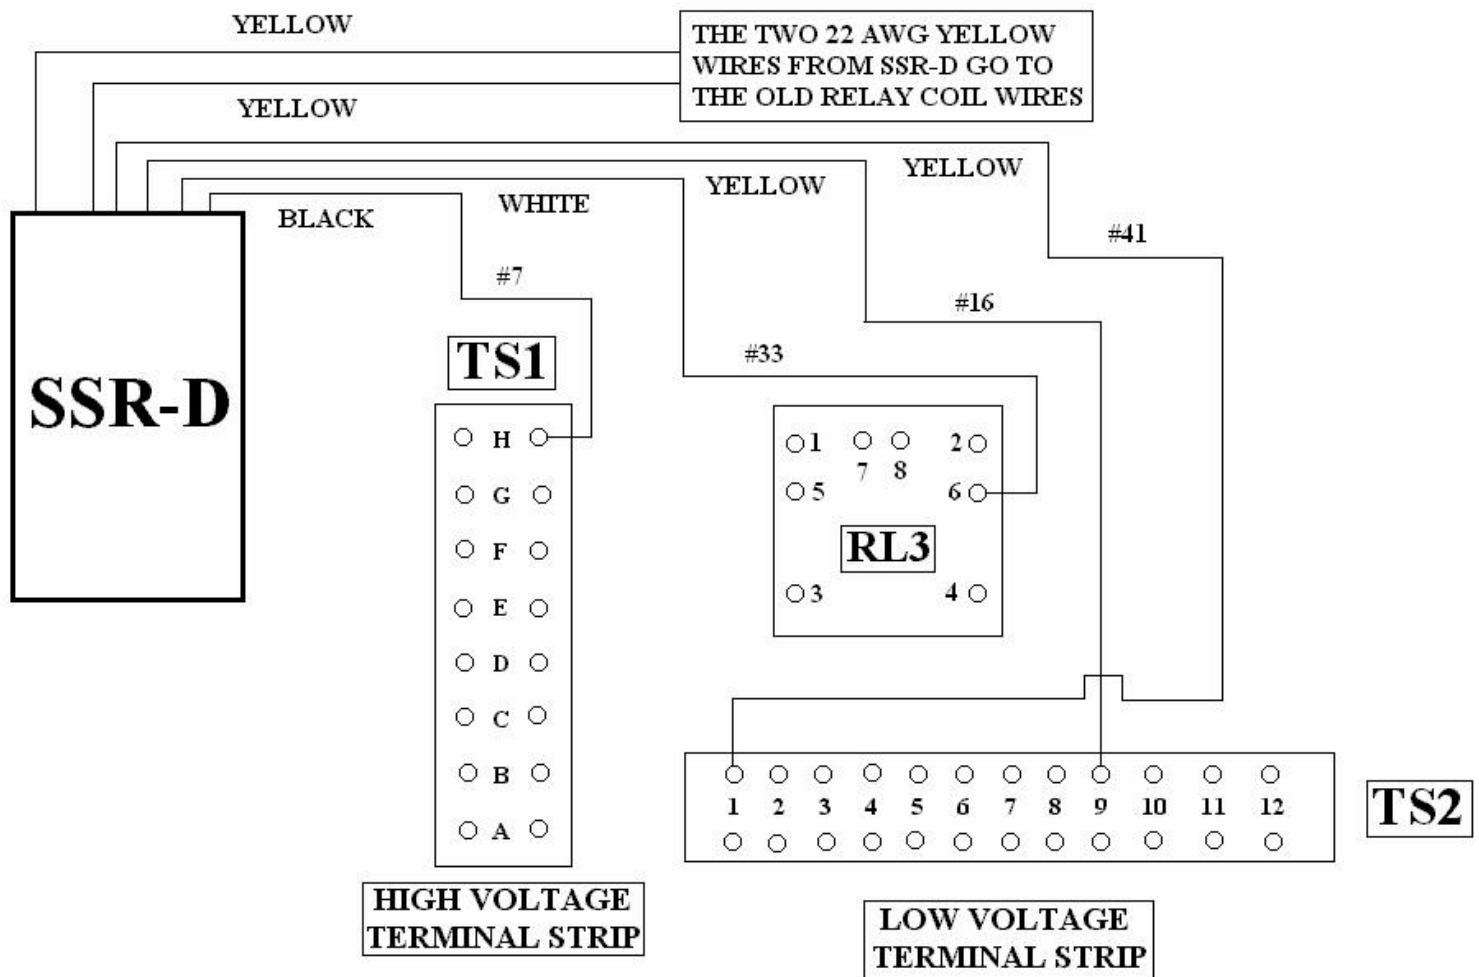 YELLOW
THE TWO 22 AWG YELLOW
WIRES FROM SSR-D GO TO
THE OLD RELAY COIL WIRES
YELLOW
YELLOW
YELLOW
WHITE
BLACK
#41
#7
#16
#33
TS1
SSR-D
H
G
F
E
D
C
B
A
1 7 8 2
5 6
RL3
3 4
1 2 3 4 5 6 7 8 9 10 11 12
TS2
HIGH VOLTAGE
TERMINAL STRIP
LOW VOLTAGE
TERMINAL STRIP